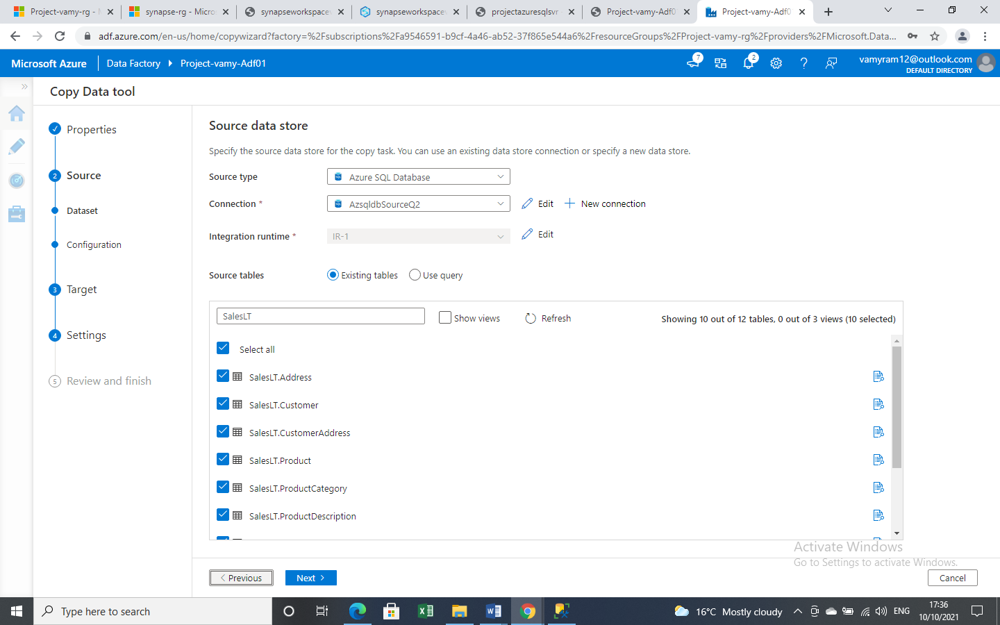 Project-vamy-rg -
synapse-rg - Micros
synapseworkspace
synapseworkspace
projectazuresqlsvr
Project-vamy-Adf0
Project-vamy-Adf0
adf.azure.com/en-us/home/copywizard?factory=%2Fsubscriptions%2Fa9546591-b9cf-4a46-ab52-37f865e544a6%2FresourceGroups%2FProject-vamy-rg%2Fproviders%2FMicrosoft.Data...
Microsoft Azure
Data Factory
Project-vamy-Adf01
7
2
vamyram12@outlook.com
DEFAULT DIRECTORY
Copy Data tool
Properties
2 Source
Dataset
Configuration
3 Target
4 Settings
5 Review and finish
Source data store
Specify the source data store for the copy task. You can use an existing data store connection or specify a new data store.
Source type
Azure SQL Database
Connection *
AzsqldbSourceQ2
Edit
New connection
Integration runtime *
IR-1
Edit
Source tables
Existing tables
Use query
SalesLT
Show views
Refresh
Showing 10 out of 12 tables, 0 out of 3 views (10 selected)
Select all
SalesLT.Address
SalesLT.Customer
SalesLT.CustomerAddress
SalesLT.Product
SalesLT.ProductCategory
SalesLT.ProductDescription
Activate Windows
Go to Settings to activate Windows.
< Previous
Next >
Cancel
Type here to search
16°C Mostly cloudy
ENG
17:36
10/10/2021